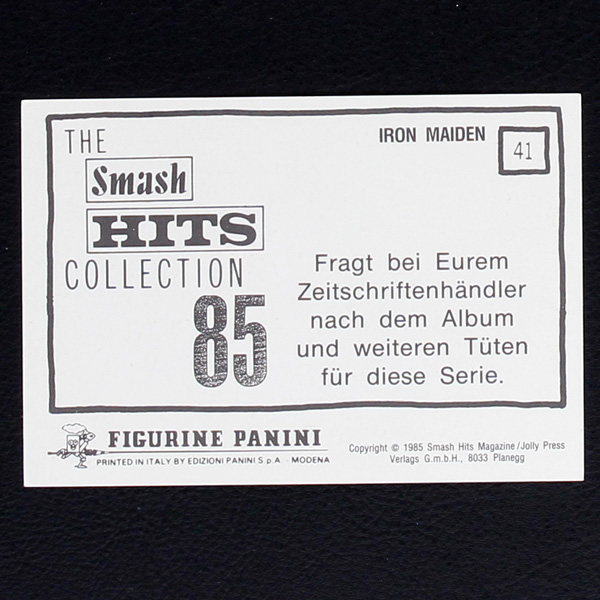 THE
Smash
HITS
COLLECTION
85
IRON MAIDEN
41
Fragt bei Eurem
Zeitschriftenhändler
nach dem Album
und weiteren Tüten
für diese Serie.
FIGURINE PANINI
PRINTED IN ITALY BY EDIZIONI PANINI S.p.A. - MODENA
Copyright © 1985 Smash Hits Magazine/Jolly Press
Verlags G.m.b.H., 8033 Planegg